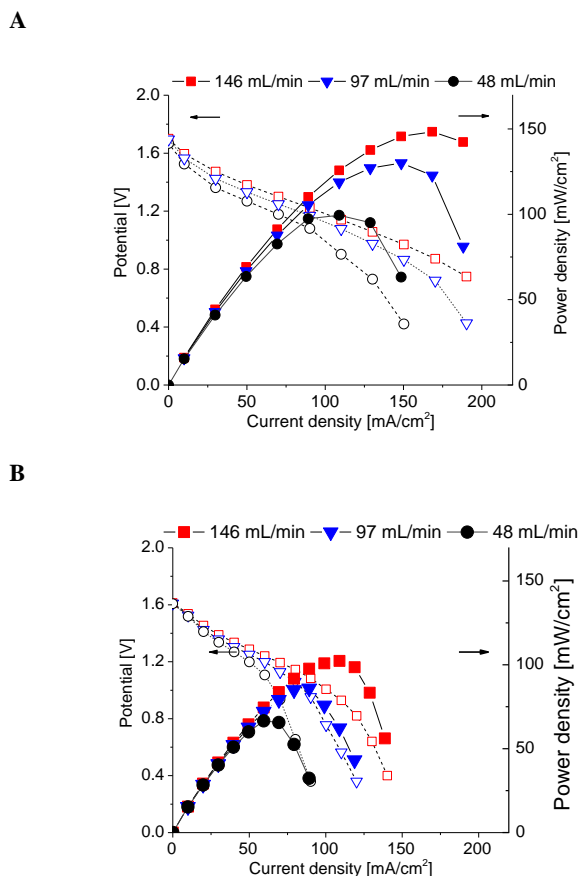 A
146 mL/min 97 mL/min 48 mL/min
2.0
1.6
1.2
0.8
0.4
0.0
Potential [V]
150
100
50
0
Power density [mW/cm²]
0 50 100 150 200
Current density [mA/cm²]
B
146 mL/min 97 mL/min 48 mL/min
2.0
1.6
1.2
0.8
0.4
0.0
Potential [V]
150
100
50
0
Power density [mW/cm²]
0 50 100 150 200
Current density [mA/cm²]